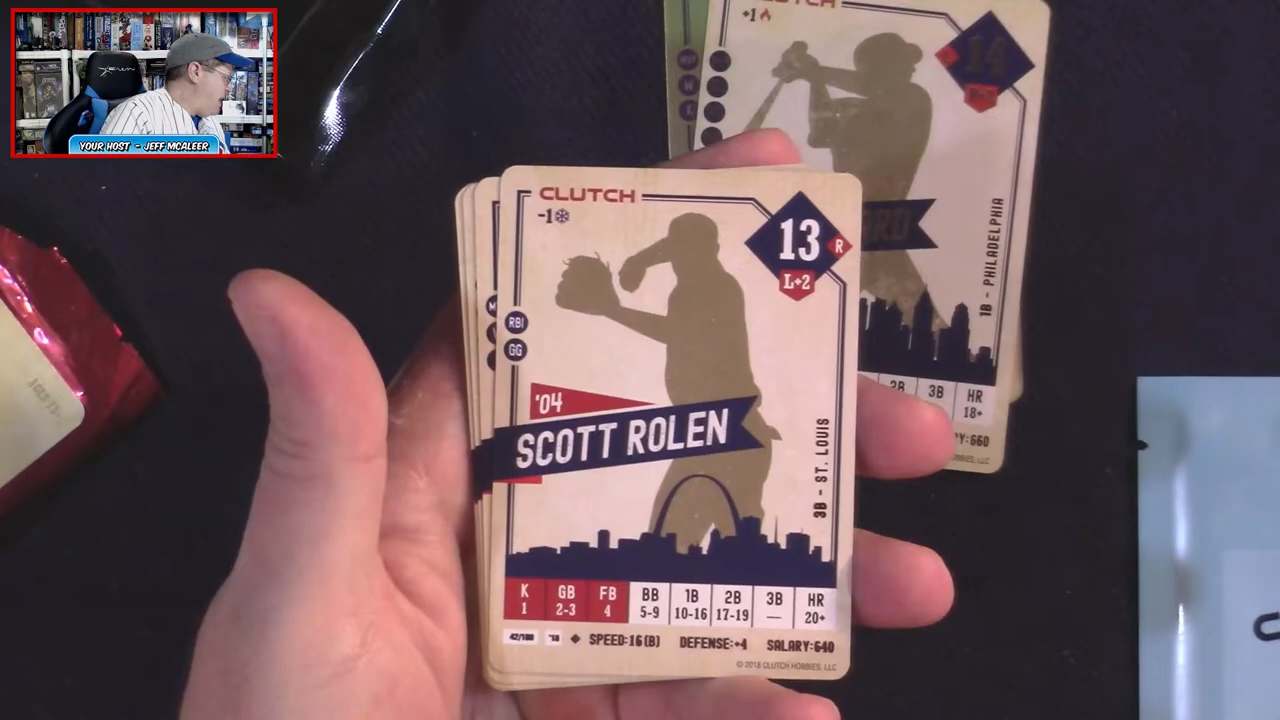 YOUR HOST - JEFF MCALEER
CLUTCH
+1
CLUTCH
-1
13
R
L+2
RBI
GG
'04
SCOTT ROLEN
3B - ST. LOUIS
K GB FB BB 1B 2B 3B HR
1 2-3 4 5-9 10-16 17-19 — 20+
42/100 '18 ◆ SPEED:16(B) DEFENSE:+4 SALARY:640
© 2018 CLUTCH HOBBIES, LLC
14
1B - PHILADELPHIA
2B 3B HR
18+
Y:660